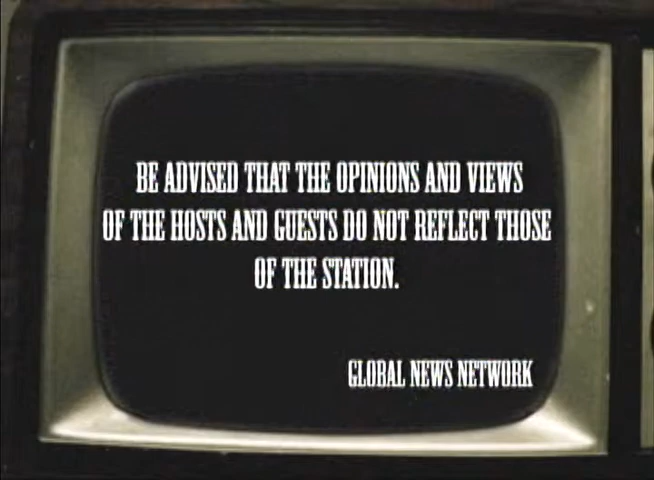 BE ADVISED THAT THE OPINIONS AND VIEWS
OF THE HOSTS AND GUESTS DO NOT REFLECT THOSE
OF THE STATION.
GLOBAL NEWS NETWORK